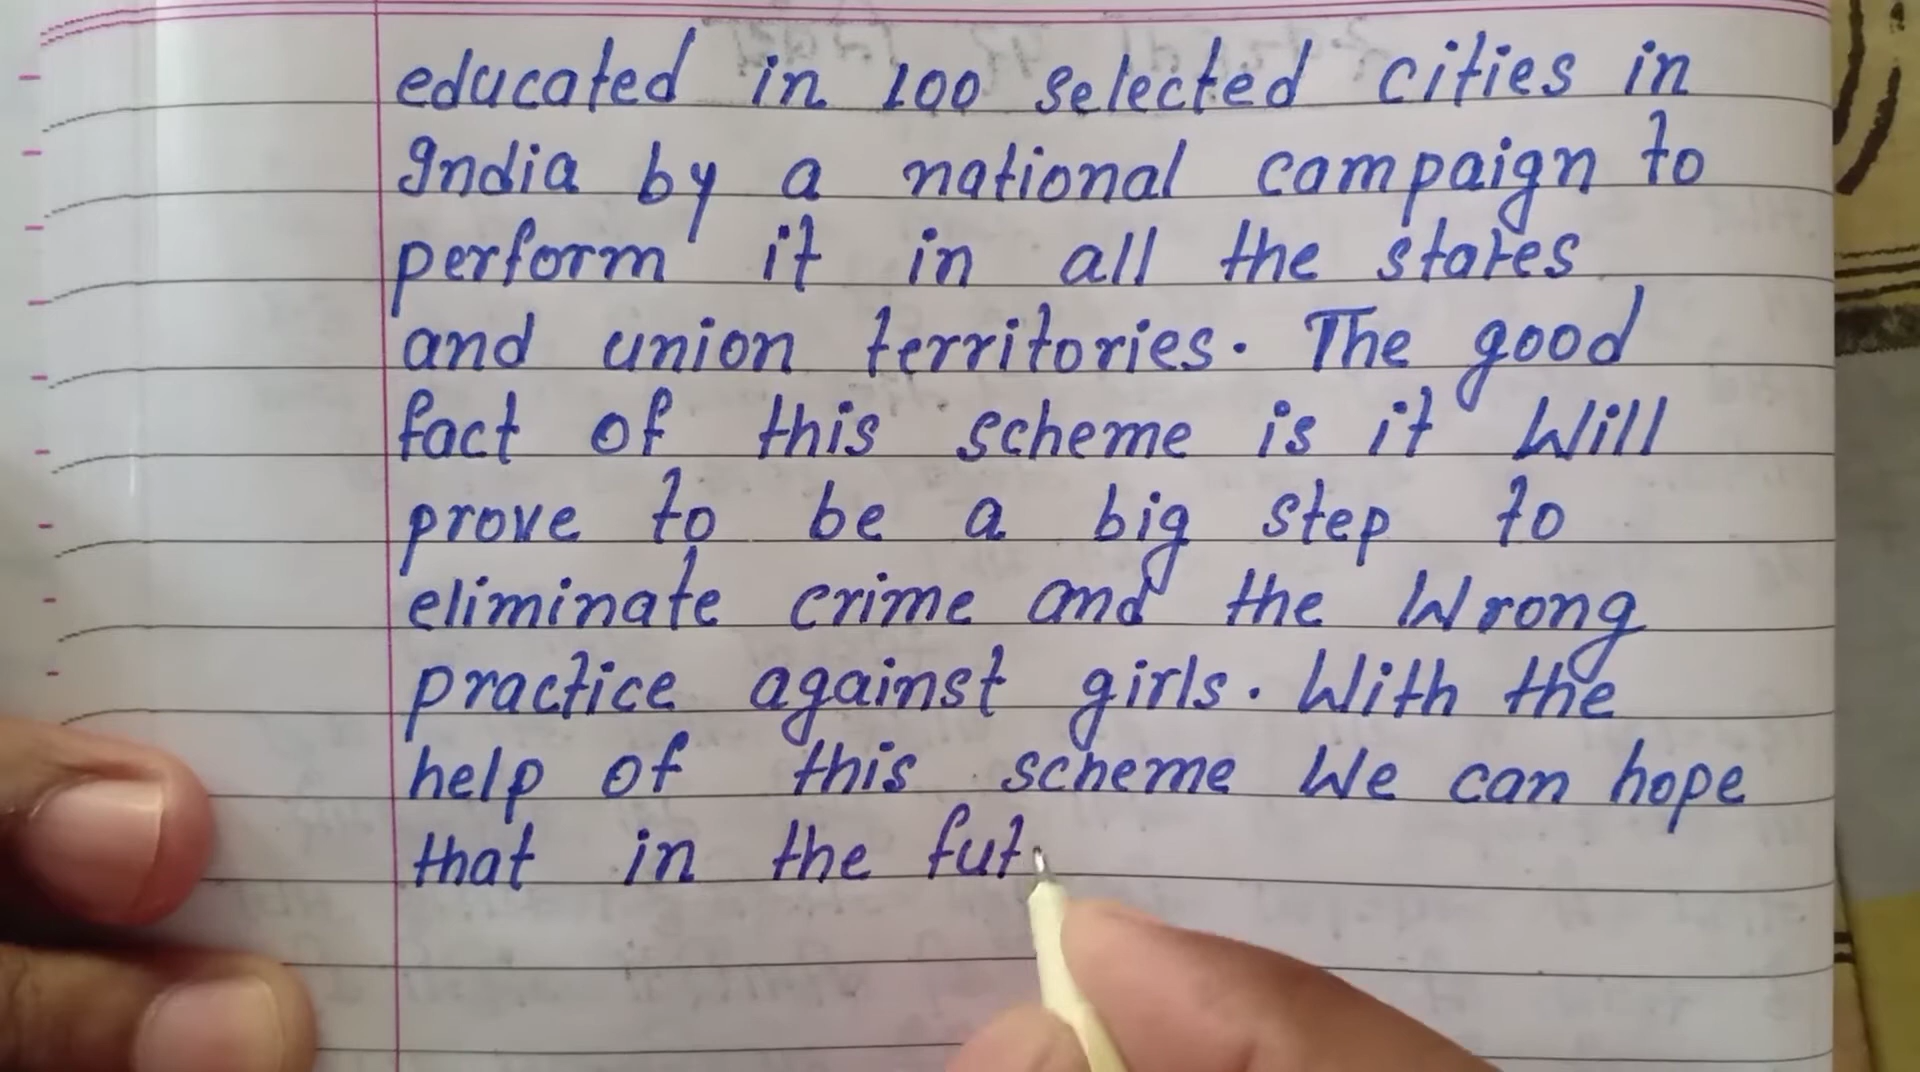 educated in 100 selected cities in
India by a national campaign to
perform it in all the states
and union territories. The good
fact of this scheme is it Will
prove to be a big step to
eliminate crime and the Wrong
practice against girls. With the
help of this scheme We can hope
that in the fut